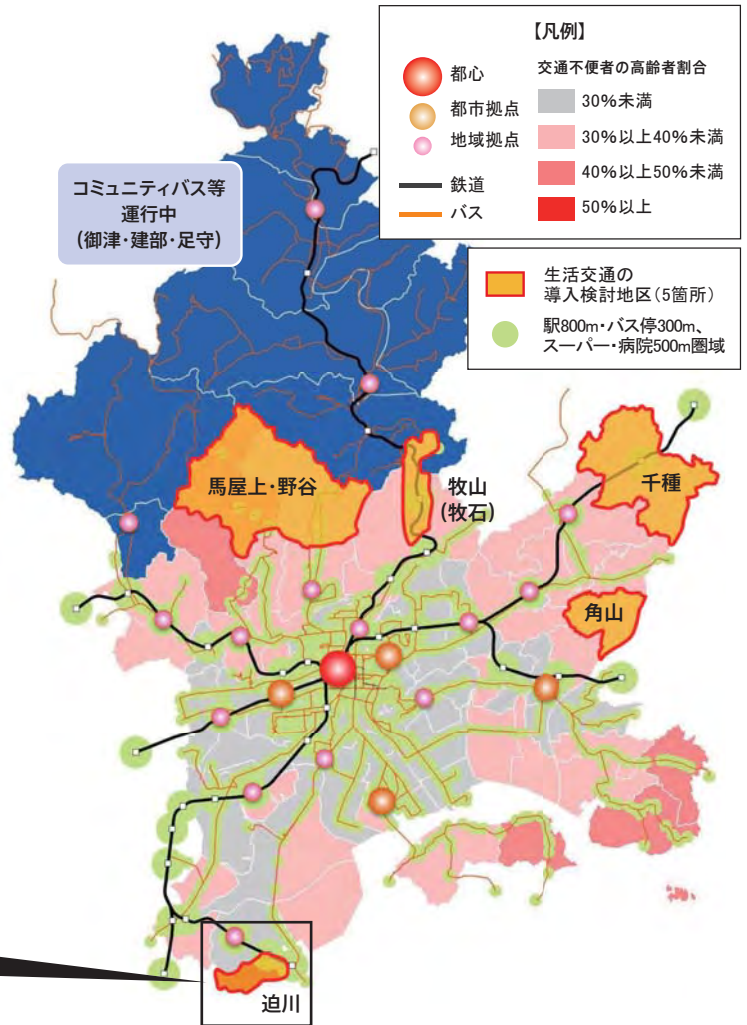 【凡例】
都心
都市拠点
地域拠点
鉄道
バス
交通不便者の高齢者割合
30%未満
30%以上40%未満
40%以上50%未満
50%以上
生活交通の
導入検討地区(5箇所)
駅800m・バス停300m、
スーパー・病院500m圏域
コミュニティバス等
運行中
(御津・建部・足守)
馬屋上・野谷
牧山
(牧石)
千種
角山
迫川